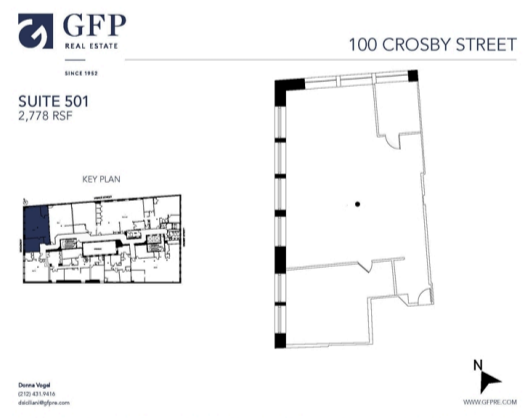 GFP
REAL ESTATE
SINCE 1952
100 CROSBY STREET
SUITE 501
2,778 RSF
KEY PLAN
N
Donna Vogel
(212) 431.9416
WWW.GFPRE.COM